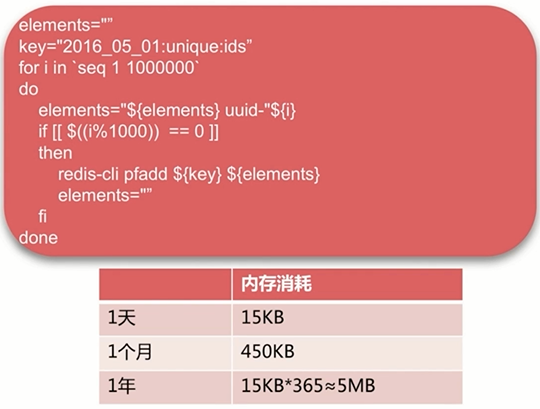 elements=""
key="2016_05_01:unique:ids"
for i in `seq 1 1000000`
do
elements="${elements} uuid-"${i}
if [[ $((i%1000)) == 0 ]]
then
redis-cli pfadd ${key} ${elements}
elements=""
fi
done
内存消耗
1天 15KB
1个月 450KB
1年 15KB*365≈5MB